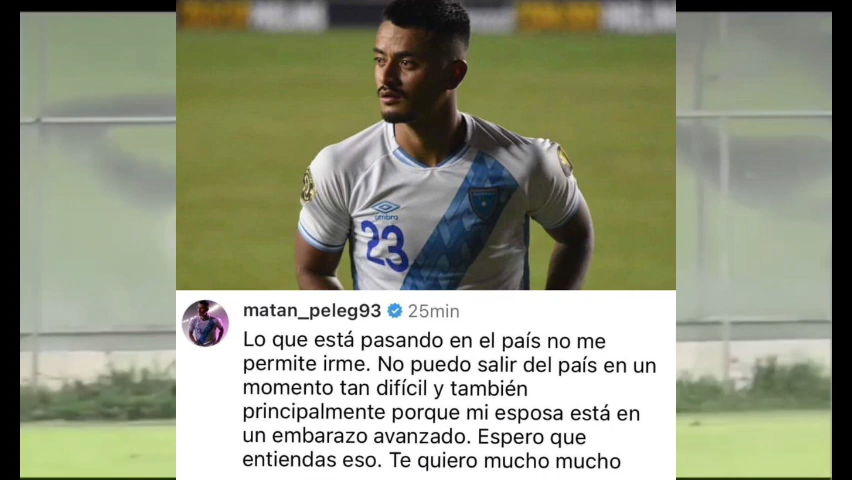 umbro
23
matan_peleg93 25min
Lo que está pasando en el país no me
permite irme. No puedo salir del país en un
momento tan difícil y también
principalmente porque mi esposa está en
un embarazo avanzado. Espero que
entiendas eso. Te quiero mucho mucho